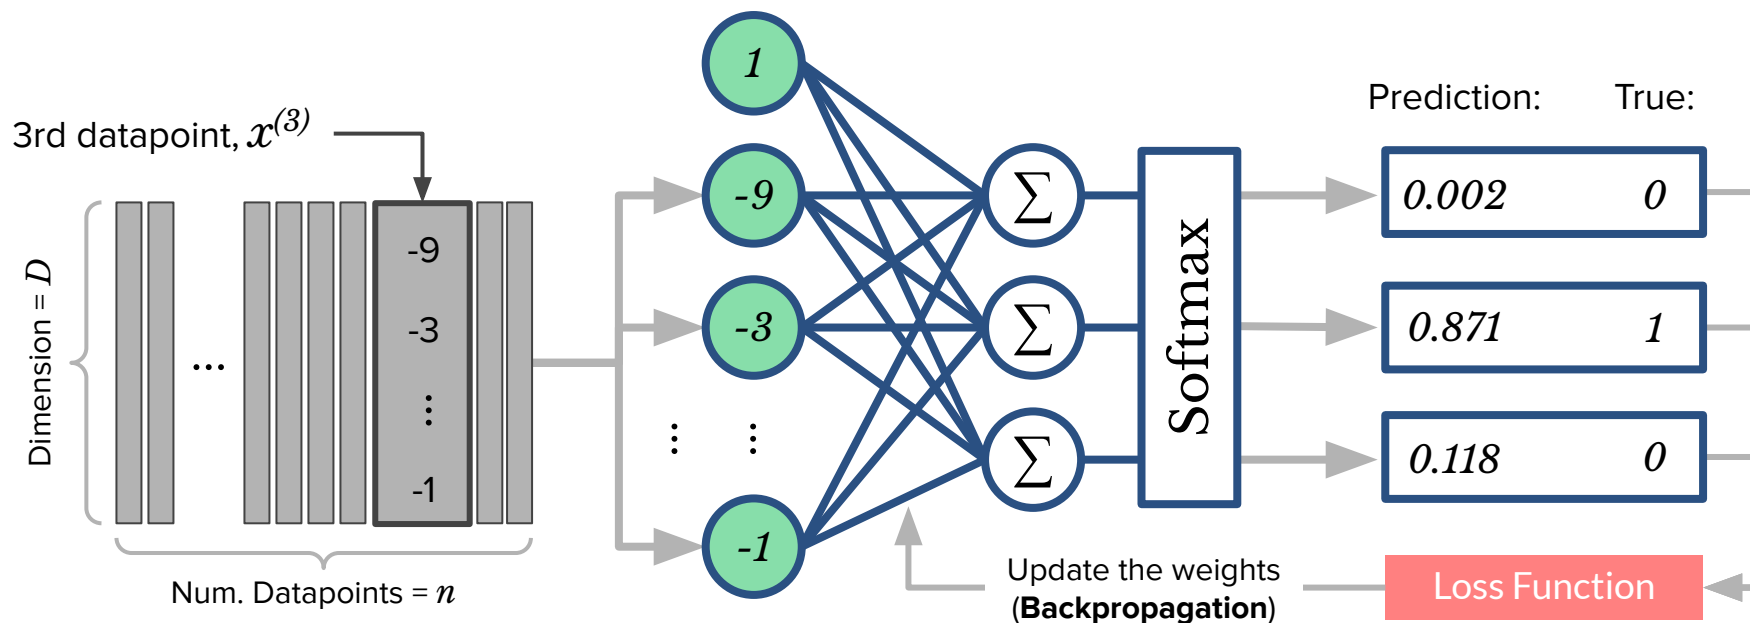 3rd datapoint, x^(3)
Dimension = D
-9
-3
⋮
-1
...
Num. Datapoints = n
1
-9
-3
⋮ ⋮
-1
∑
∑
∑
Softmax
Prediction: True:
0.002 0
0.871 1
0.118 0
Update the weights
(Backpropagation)
Loss Function